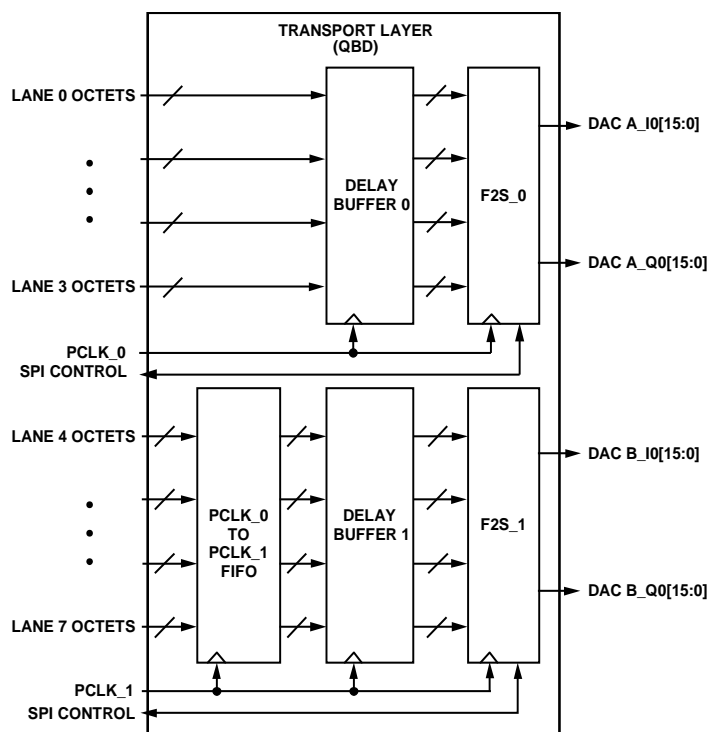 TRANSPORT LAYER
(QBD)
LANE 0 OCTETS
LANE 3 OCTETS
DELAY
BUFFER 0
F2S_0
DAC A_I0[15:0]
DAC A_Q0[15:0]
PCLK_0
SPI CONTROL
LANE 4 OCTETS
LANE 7 OCTETS
PCLK_0
TO
PCLK_1
FIFO
DELAY
BUFFER 1
F2S_1
DAC B_I0[15:0]
DAC B_Q0[15:0]
PCLK_1
SPI CONTROL